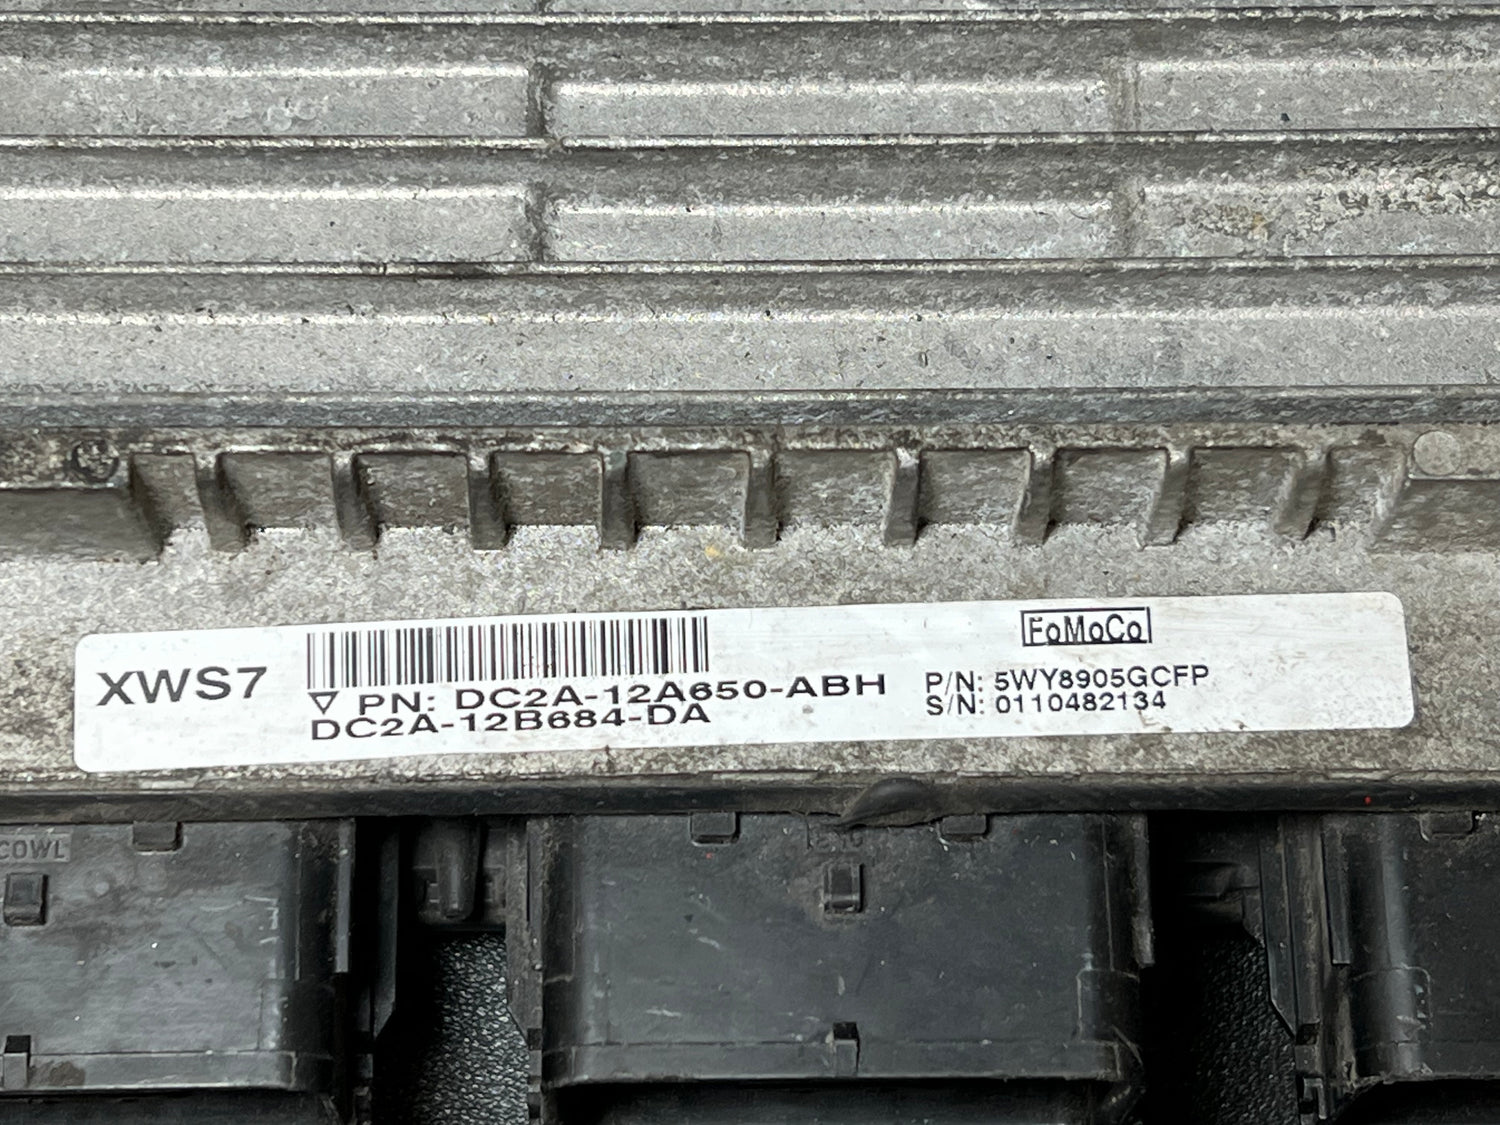 FoMoCo
XWS7
▽ PN: DC2A-12A650-ABH
DC2A-12B684-DA
P/N: 5WY8905GCFP
S/N: 0110482134
COWL